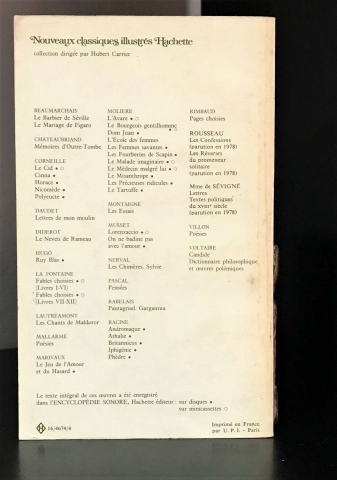 Nouveaux classiques illustrés Hachette
collection dirigée par Hubert Carrier
BEAUMARCHAIS
Le Barbier de Séville
Le Mariage de Figaro
CHATEAUBRIAND
Mémoires d'Outre-Tombe
CORNEILLE
Le Cid • ○
Cinna •
Horace •
Nicomède •
Polyeucte •
DAUDET
Lettres de mon moulin
DIDEROT
Le Neveu de Rameau
HUGO
Ruy Blas •
LA FONTAINE
Fables choisies • ○
(Livres I-VI)
Fables choisies • ○
(Livres VII-XII)
LAUTRÉAMONT
Les Chants de Maldoror
MALLARMÉ
Poésies
MARIVAUX
Le Jeu de l'Amour
et du Hasard •
MOLIÈRE
L'Avare • ○
Le Bourgeois gentilhomme • ○
Dom Juan •
L'École des femmes
Les Femmes savantes •
Les Fourberies de Scapin •
Le Malade imaginaire • ○
Le Médecin malgré lui • ○
Le Misanthrope •
Les Précieuses ridicules •
Le Tartuffe •
MONTAIGNE
Les Essais
MUSSET
Lorenzaccio • ○
On ne badine pas
avec l'amour •
NERVAL
Les Chimères, Sylvie
PASCAL
Pensées
RABELAIS
Pantagruel, Gargantua
RACINE
Andromaque •
Athalie •
Britannicus •
Iphigénie •
Phèdre •
RIMBAUD
Pages choisies
ROUSSEAU
Les Confessions
(parution en 1978)
Les Rêveries
du promeneur
solitaire
(parution en 1978)
Mme de SÉVIGNÉ
Lettres
Textes politiques
du XVIIIe siècle
(parution en 1978)
VILLON
Poésies
VOLTAIRE
Candide
Dictionnaire philosophique
et œuvres polémiques
Le texte intégral de ces œuvres a été enregistré
dans l'ENCYCLOPÉDIE SONORE, Hachette éditeur : sur disques •
sur minicassettes ○
16/4674/4
Imprimé en France
par U.P.I. - Paris